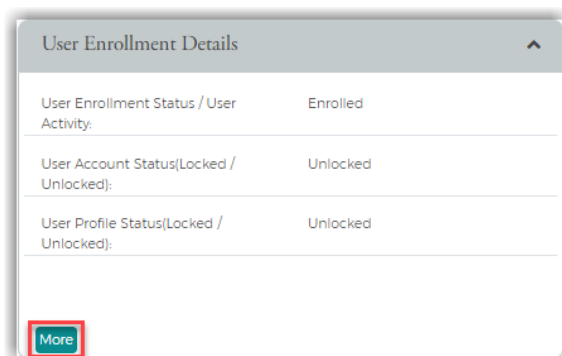 User Enrollment Details
User Enrollment Status / User Enrolled
Activity:
User Account Status(Locked / Unlocked
Unlocked):
User Profile Status(Locked / Unlocked
Unlocked):
More